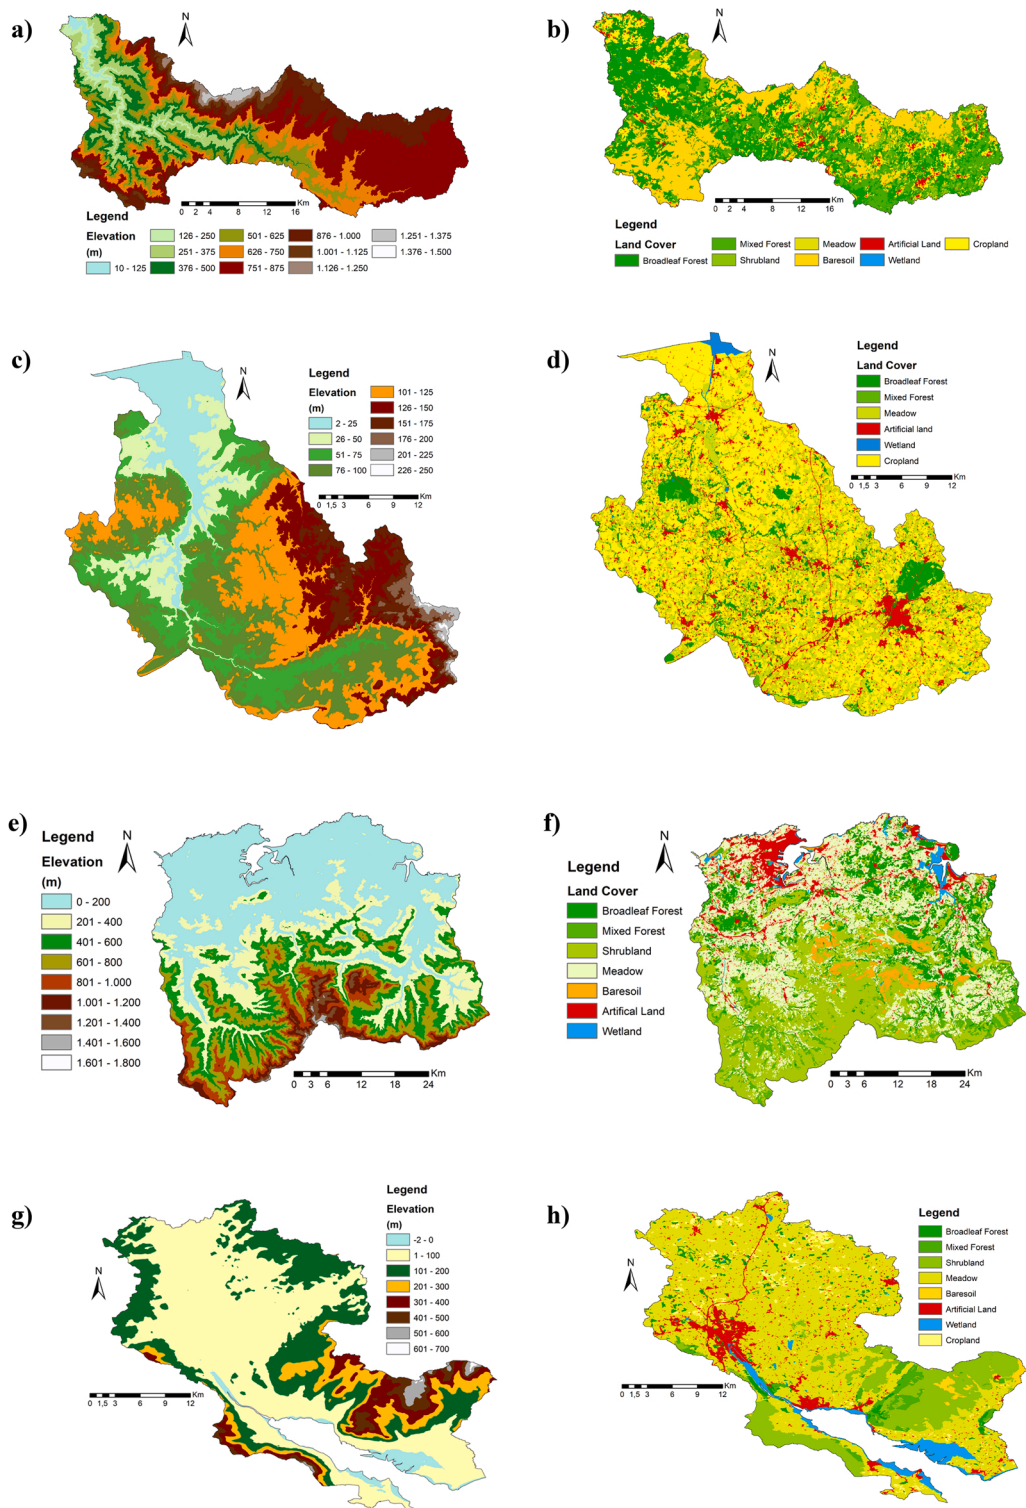 a)
N
Km
0 2 4 8 12 16
Legend
Elevation
(m)
10 - 125
126 - 250
251 - 375
376 - 500
501 - 625
626 - 750
751 - 875
876 - 1.000
1.001 - 1.125
1.126 - 1.250
1.251 - 1.375
1.376 - 1.500
b)
N
Km
0 2 4 8 12 16
Legend
Land Cover
Broadleaf Forest
Mixed Forest
Shrubland
Meadow
Baresoil
Artificial Land
Wetland
Cropland
c)
N
Legend
Elevation
(m)
2 - 25
26 - 50
51 - 75
76 - 100
101 - 125
126 - 150
151 - 175
176 - 200
201 - 225
226 - 250
Km
0 1,5 3 6 9 12
d)
N
Legend
Land Cover
Broadleaf Forest
Mixed Forest
Meadow
Artificial land
Wetland
Cropland
Km
0 1,5 3 6 9 12
e)
Legend
N
Elevation
(m)
0 - 200
201 - 400
401 - 600
601 - 800
801 - 1.000
1.001 - 1.200
1.201 - 1.400
1.401 - 1.600
1.601 - 1.800
Km
0 3 6 12 18 24
f)
N
Legend
Land Cover
Broadleaf Forest
Mixed Forest
Shrubland
Meadow
Baresoil
Artifical Land
Wetland
Km
0 3 6 12 18 24
g)
N
Legend
Elevation
(m)
-2 - 0
1 - 100
101 - 200
201 - 300
301 - 400
401 - 500
501 - 600
601 - 700
Km
0 1,5 3 6 9 12
h)
N
Legend
Broadleaf Forest
Mixed Forest
Shrubland
Meadow
Baresoil
Artificial Land
Wetland
Cropland
Km
0 1,5 3 6 9 12